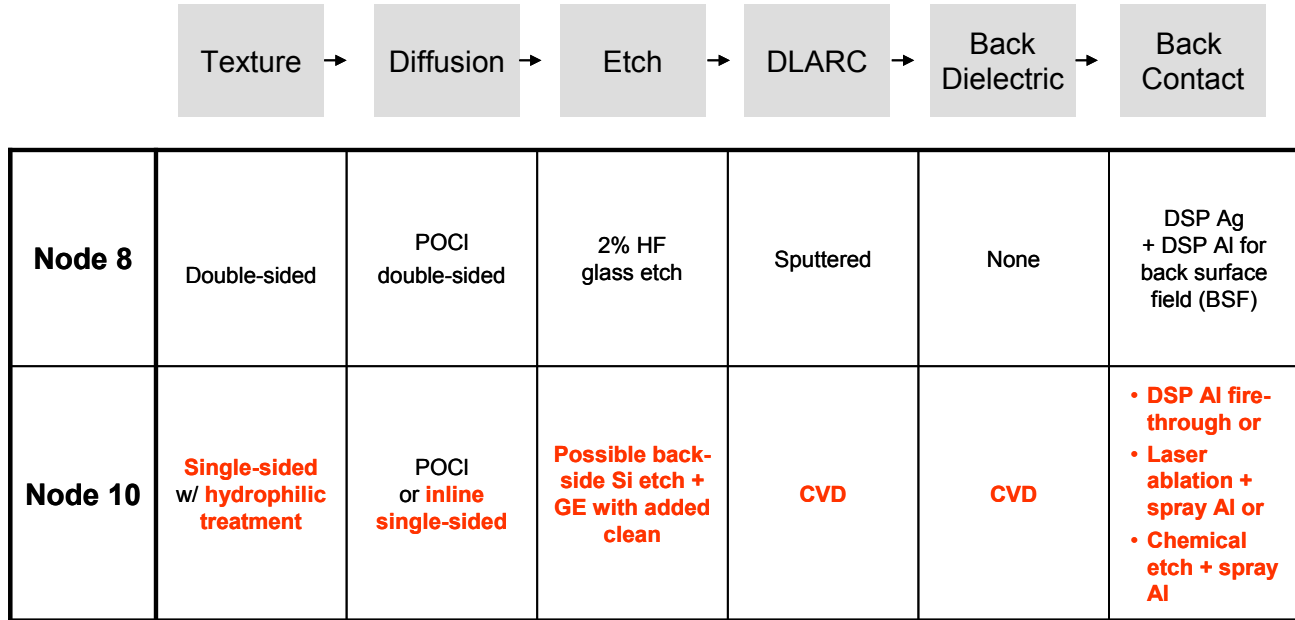 Texture
Diffusion
Etch
DLARC
Back
Dielectric
Back
Contact
Node 8
Double-sided
POCl
double-sided
2% HF
glass etch
Sputtered
None
DSP Ag
+ DSP Al for
back surface
field (BSF)
Node 10
Single-sided
w/ hydrophilic
treatment
POCl
or inline
single-sided
Possible back-
side Si etch +
GE with added
clean
CVD
CVD
• DSP Al fire-
through or
• Laser
ablation +
spray Al or
• Chemical
etch + spray
Al